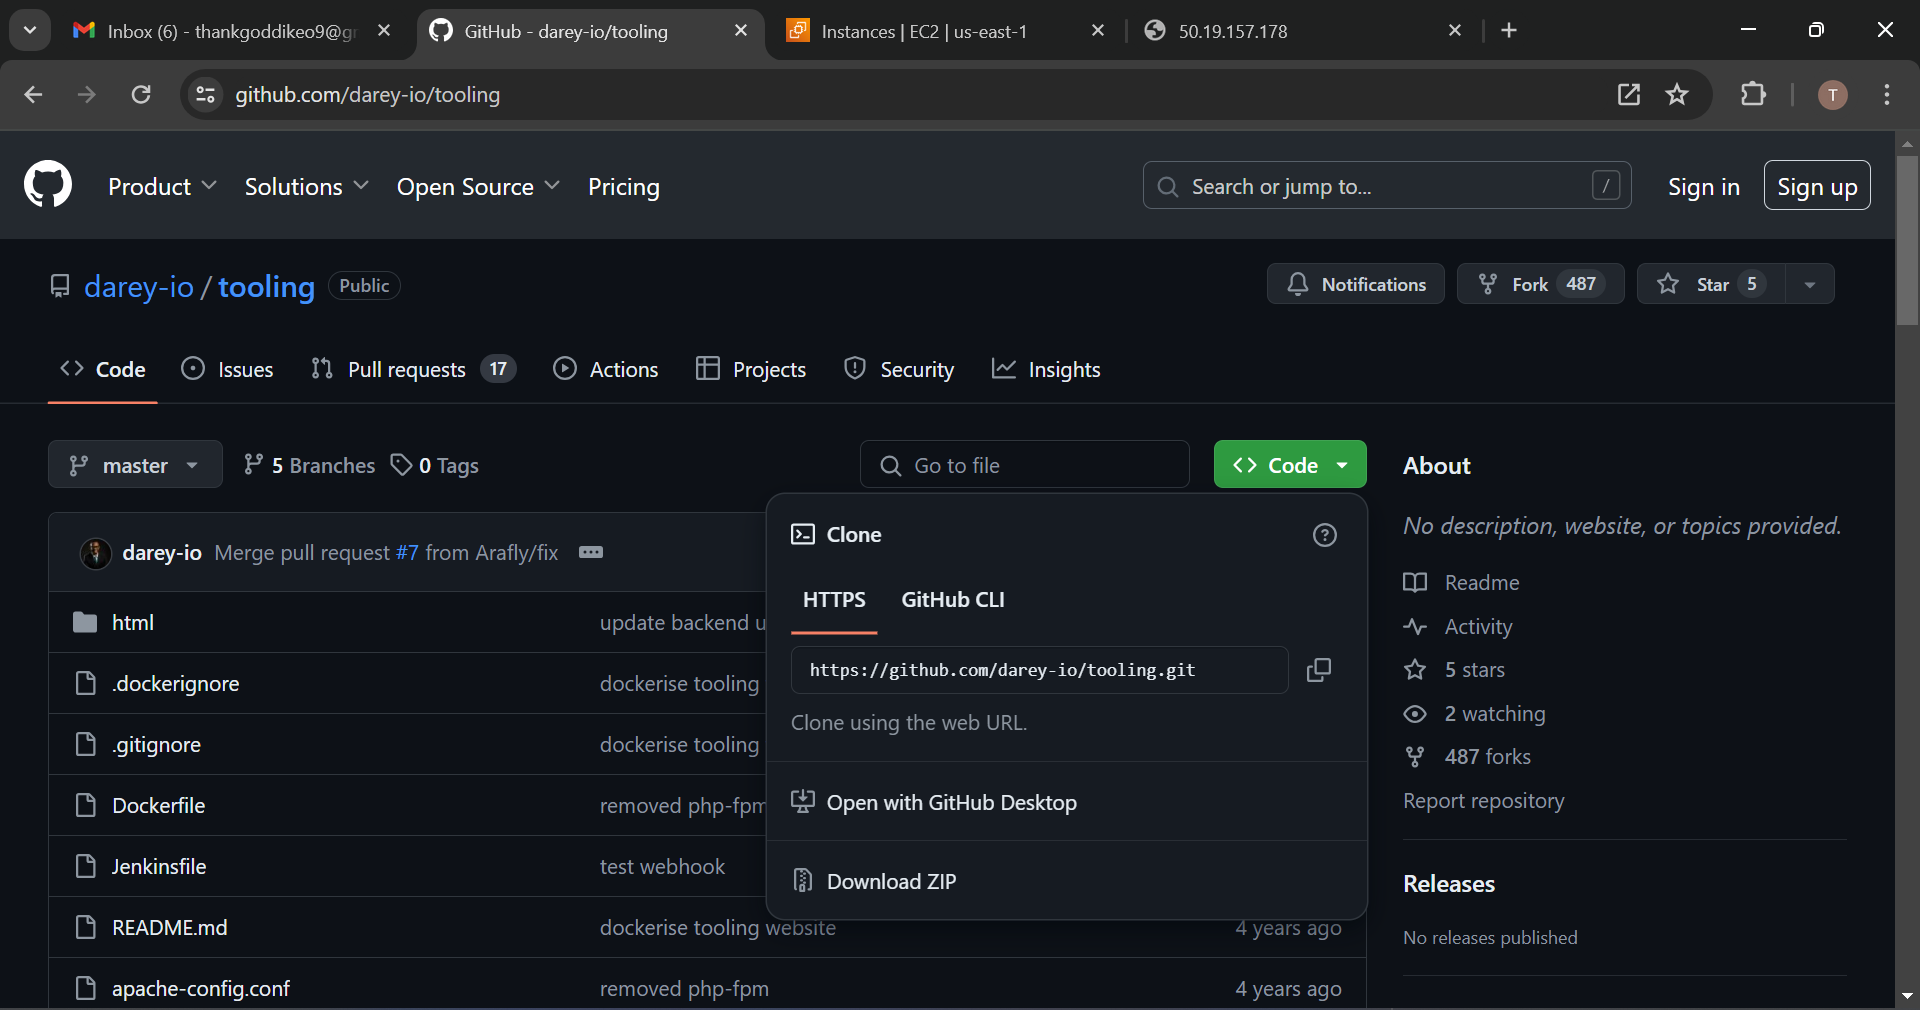 Inbox (6) - thankgoddikeo9@gr
GitHub - darey-io/tooling
Instances | EC2 | us-east-1
50.19.157.178
github.com/darey-io/tooling
T
Product
Solutions
Open Source
Pricing
Search or jump to...
/
Sign in
Sign up
darey-io / tooling
Public
Notifications
Fork 487
Star 5
Code
Issues
Pull requests 17
Actions
Projects
Security
Insights
master
5 Branches
0 Tags
Go to file
Code
darey-io Merge pull request #7 from Arafly/fix
html
update backend u
.dockerignore
dockerise tooling
.gitignore
dockerise tooling
Dockerfile
removed php-fpm
Jenkinsfile
test webhook
README.md
dockerise tooling website
4 years ago
apache-config.conf
removed php-fpm
4 years ago
Clone
HTTPS
GitHub CLI
https://github.com/darey-io/tooling.git
Clone using the web URL.
Open with GitHub Desktop
Download ZIP
About
No description, website, or topics provided.
Readme
Activity
5 stars
2 watching
487 forks
Report repository
Releases
No releases published